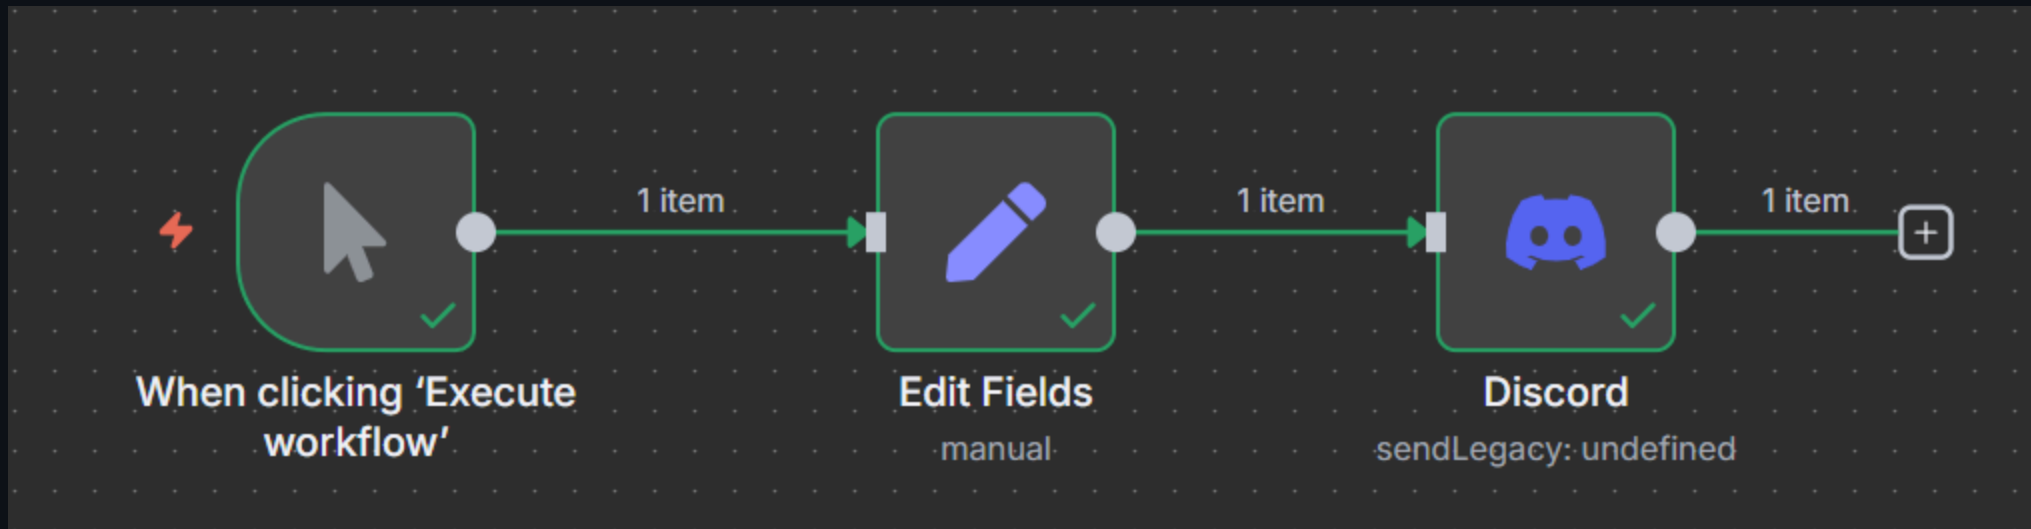 1 item
1 item
1 item
When clicking ‘Execute
workflow’
Edit Fields
manual
Discord
sendLegacy: undefined